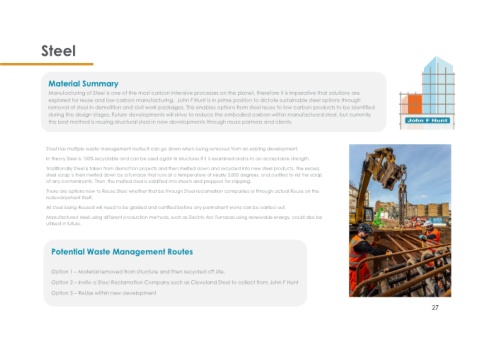 Steel
Material Summary
Manufacturing of Steel is one of the most carbon intensive processes on the planet, therefore it is imperative that solutions are
explored for reuse and low carbon manufacturing. John F Hunt is in prime position to dictate sustainable steel options through
removal of steel in demolition and civil work packages. This enables options from steel reuse to low carbon products to be identified
during the design stages. Future developments will strive to reduce the embodied carbon within manufactured steel, but currently
the best method is reusing structural steel in new developments through reuse partners and clients.
John F Hunt
Steel has multiple waste management routes it can go down when being removed from an existing development.
In theory Steel is 100% recyclable and can be used again in structures if it is examined and is in an acceptable strength.
Traditionally Steel is taken from demolition projects and then melted down and recycled into new steel products. The excess
steel scrap is then melted down by a furnace that runs at a temperature of nearly 3,000 degrees, and purified to rid the scrap
of any contaminants. Then, the melted steel is solidified into sheets and prepped for shipping.
There are options now to Reuse Steel whether that be through Steel reclamation companies or through actual Reuse on the
redevelopment itself.
All steel being Reused will need to be graded and certified before any permanent works can be carried out.
Manufactured steel using different production methods, such as Electric Arc Furnaces using renewable energy, could also be
utilised in future.
Potential Waste Management Routes
Option 1 – Material removed from structure and then recycled off site.
Option 2 – Invite a Steel Reclamation Company such as Cleveland Steel to collect from John F Hunt
Option 3 – ReUse within new development
27